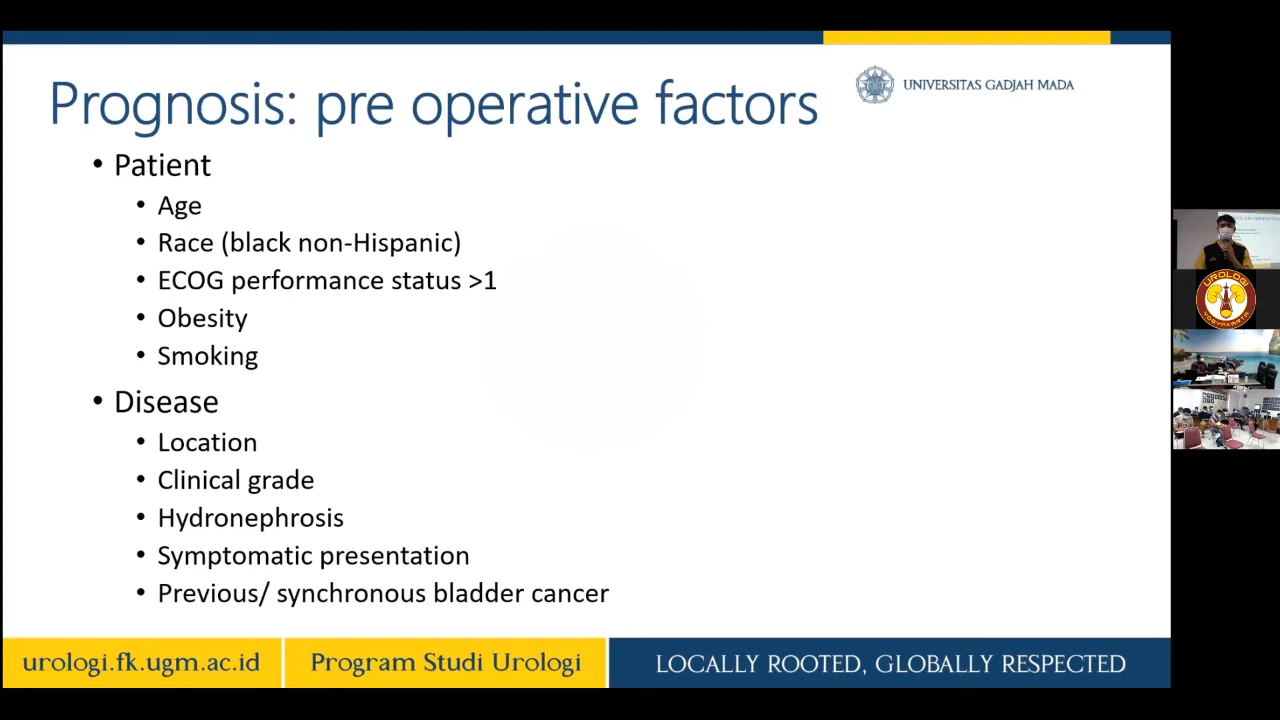 UNIVERSITAS GADJAH MADA
Prognosis: pre operative factors
• Patient
• Age
• Race (black non-Hispanic)
• ECOG performance status >1
• Obesity
• Smoking
• Disease
• Location
• Clinical grade
• Hydronephrosis
• Symptomatic presentation
• Previous/ synchronous bladder cancer
urologi.fk.ugm.ac.id
Program Studi Urologi
LOCALLY ROOTED, GLOBALLY RESPECTED
UROLOGI
YOGYAKARTA